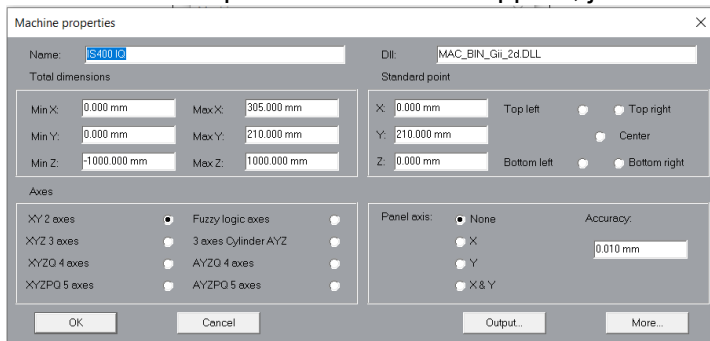 Machine properties
Name: IS400 IQ
Dll: MAC_BIN_Gii_2d.DLL
Total dimensions
Standard point
Min X: 0.000 mm Max X: 305.000 mm
X: 0.000 mm Top left Top right
Min Y: 0.000 mm Max Y: 210.000 mm
Y: 210.000 mm Center
Min Z: -1000.000 mm Max Z: 1000.000 mm
Z: 0.000 mm Bottom left Bottom right
Axes
XY 2 axes Fuzzy logic axes
XYZ 3 axes 3 axes Cylinder AYZ
XYZQ 4 axes AYZQ 4 axes
XYZPQ 5 axes AYZPQ 5 axes
Panel axis: None Accuracy:
X
0.010 mm
Y
X & Y
OK Cancel Output... More...